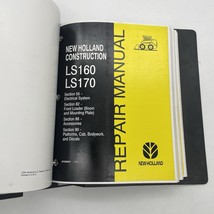 NEW HOLLAND
CONSTRUCTION
LS160
LS170
Section 55 –
Electrical System
Section 82 –
Front Loader (Boom
and Mounting Plate)
Section 88 –
Accessories
Section 90 –
Platforms, Cab, Bodywork,
and Decals
REPAIR MANUAL
NEW HOLLAND